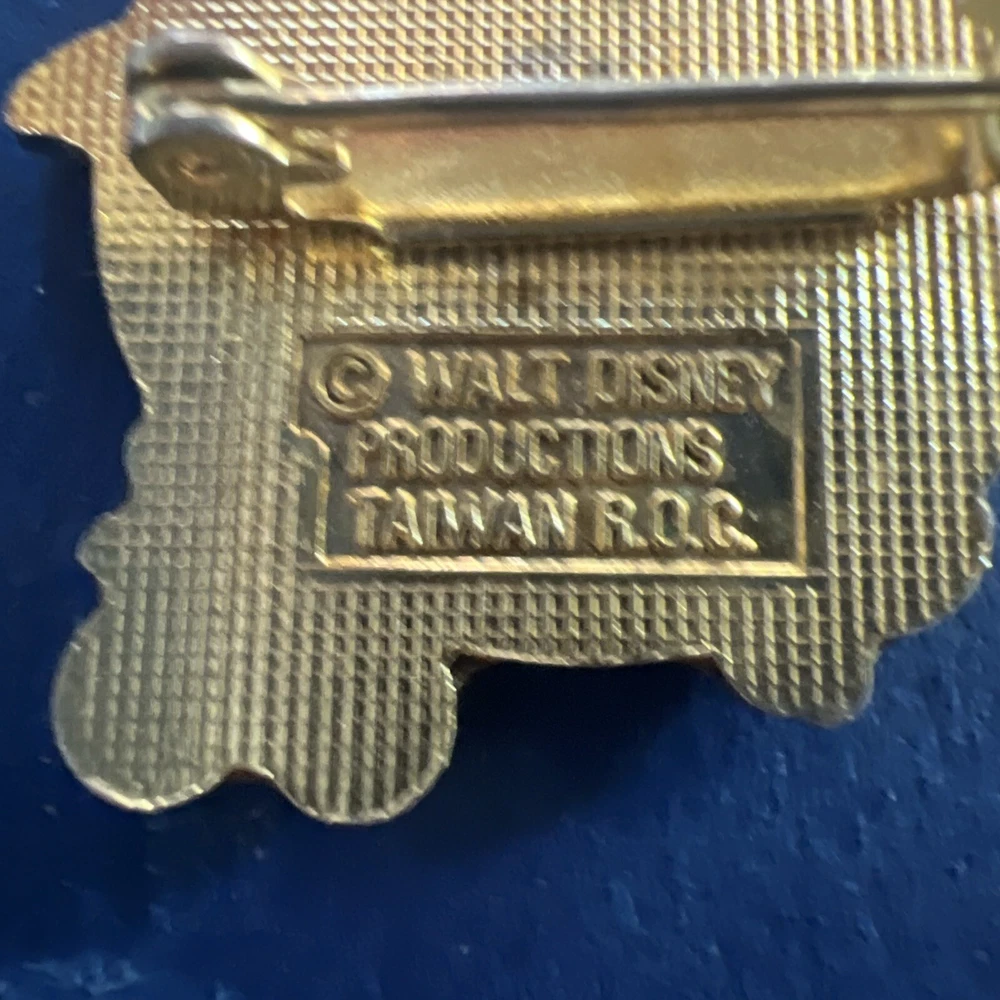 © WALT DISNEY
PRODUCTIONS
TAIWAN R.O.C.